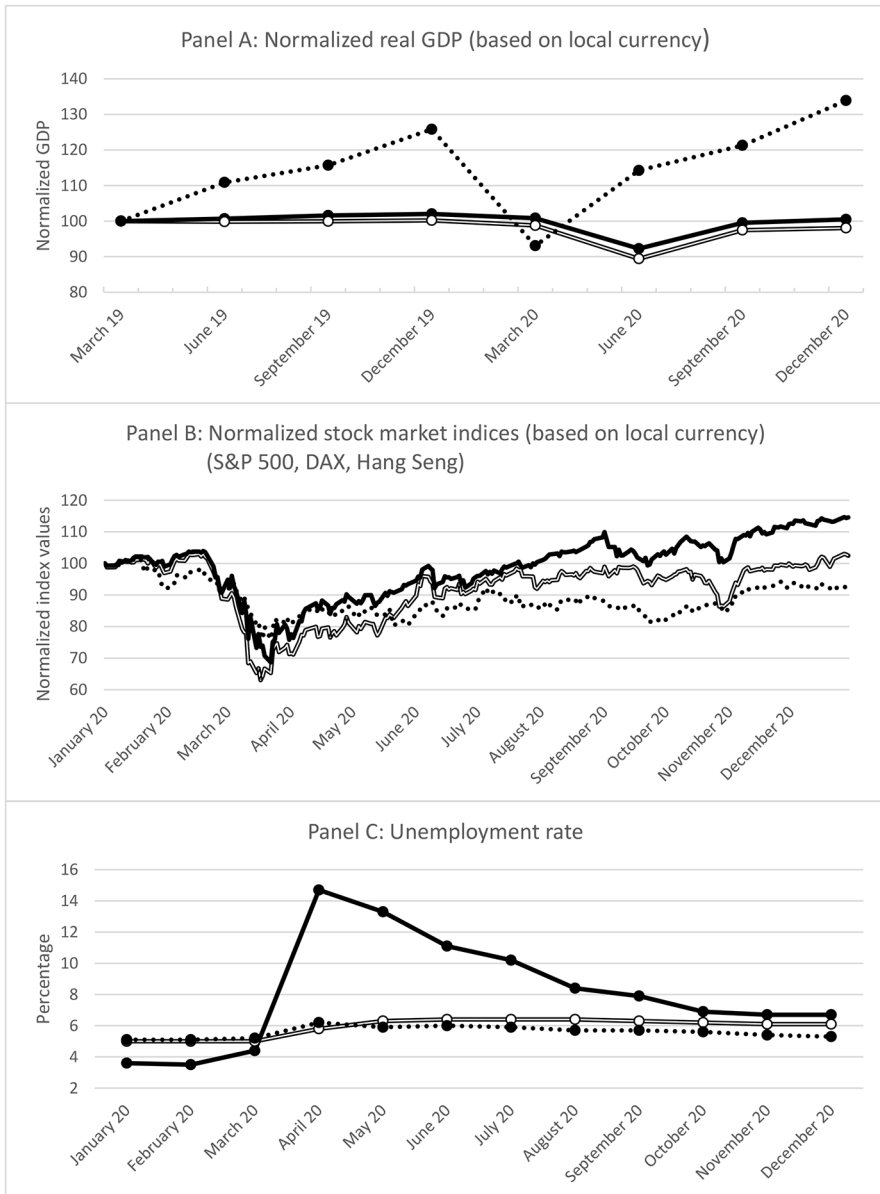 Panel A: Normalized real GDP (based on local currency)
Normalized GDP
140
130
120
110
100
90
80
March 19
June 19
September 19
December 19
March 20
June 20
September 20
December 20
Panel B: Normalized stock market indices (based on local currency)
(S&P 500, DAX, Hang Seng)
Normalized index values
120
110
100
90
80
70
60
January 20
February 20
March 20
April 20
May 20
June 20
July 20
August 20
September 20
October 20
November 20
December 20
Panel C: Unemployment rate
Percentage
16
14
12
10
8
6
4
2
January 20
February 20
March 20
April 20
May 20
June 20
July 20
August 20
September 20
October 20
November 20
December 20